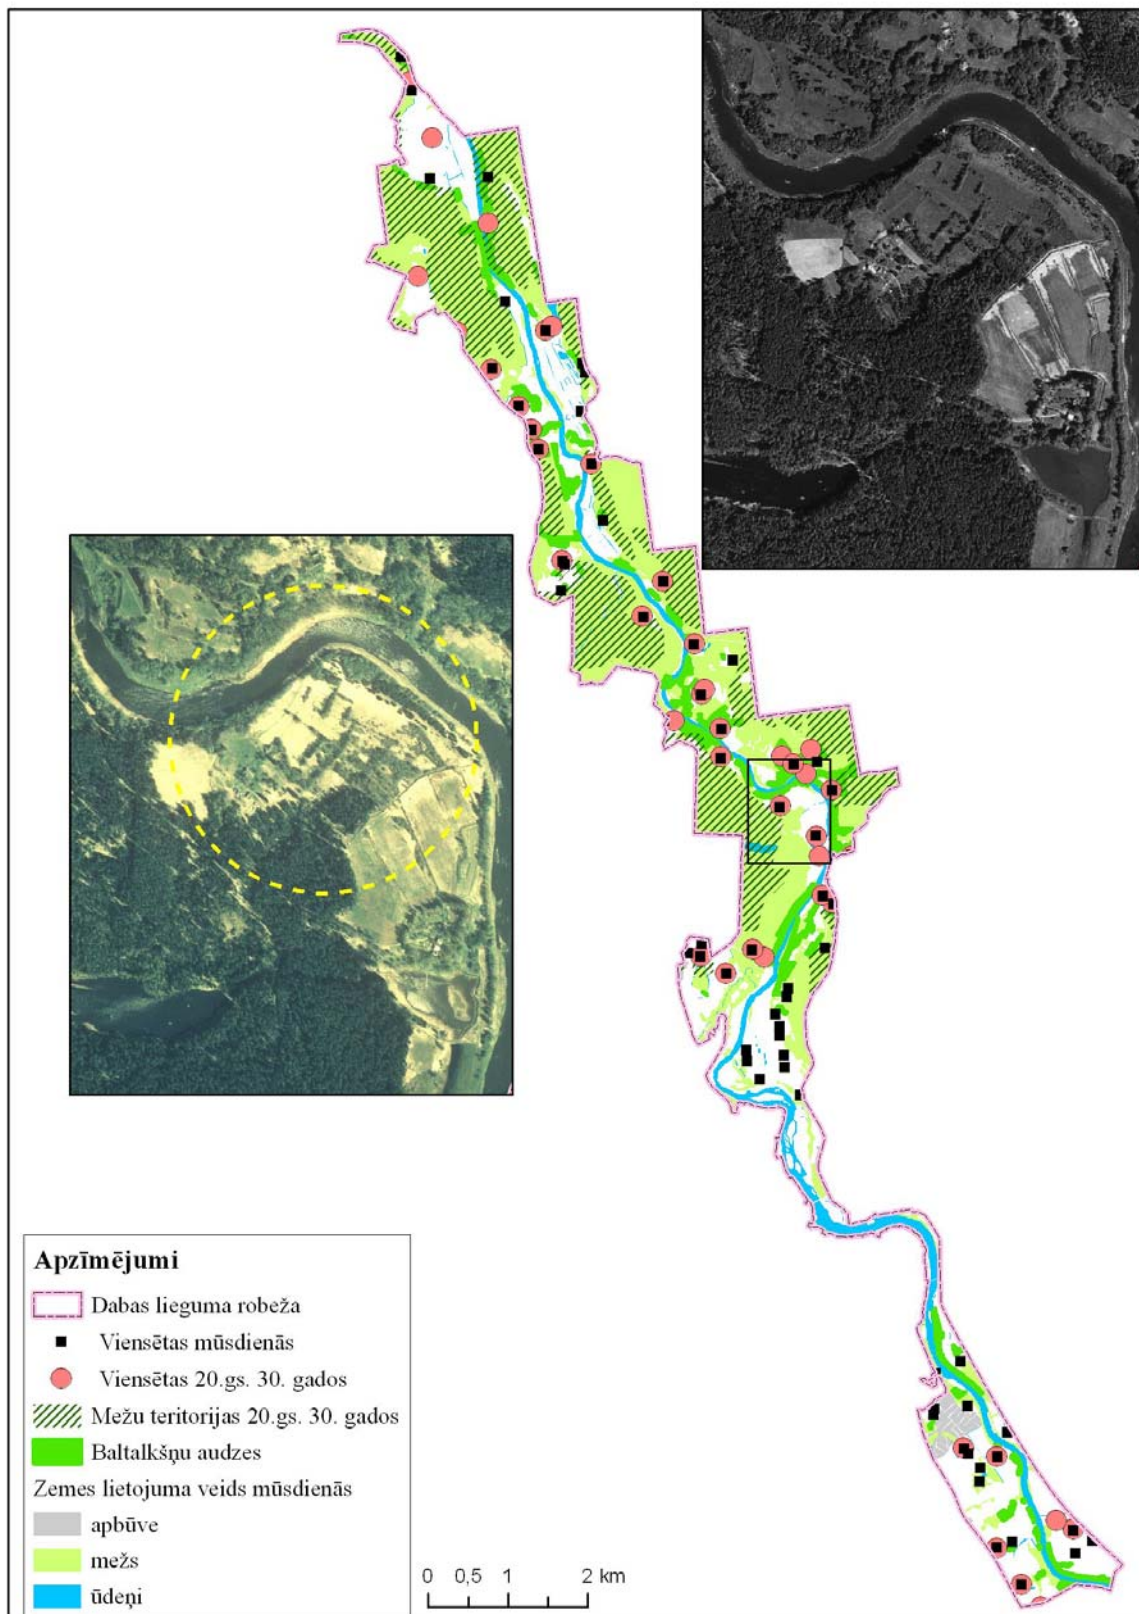 Apzīmējumi
Dabas lieguma robeža
Viensētas mūsdienās
Viensētas 20.gs. 30. gados
Mežu teritorijas 20.gs. 30. gados
Baltalkšņu audzes
Zemes lietojuma veids mūsdienās
apbūve
mežs
ūdeņi
0 0,5 1 2 km